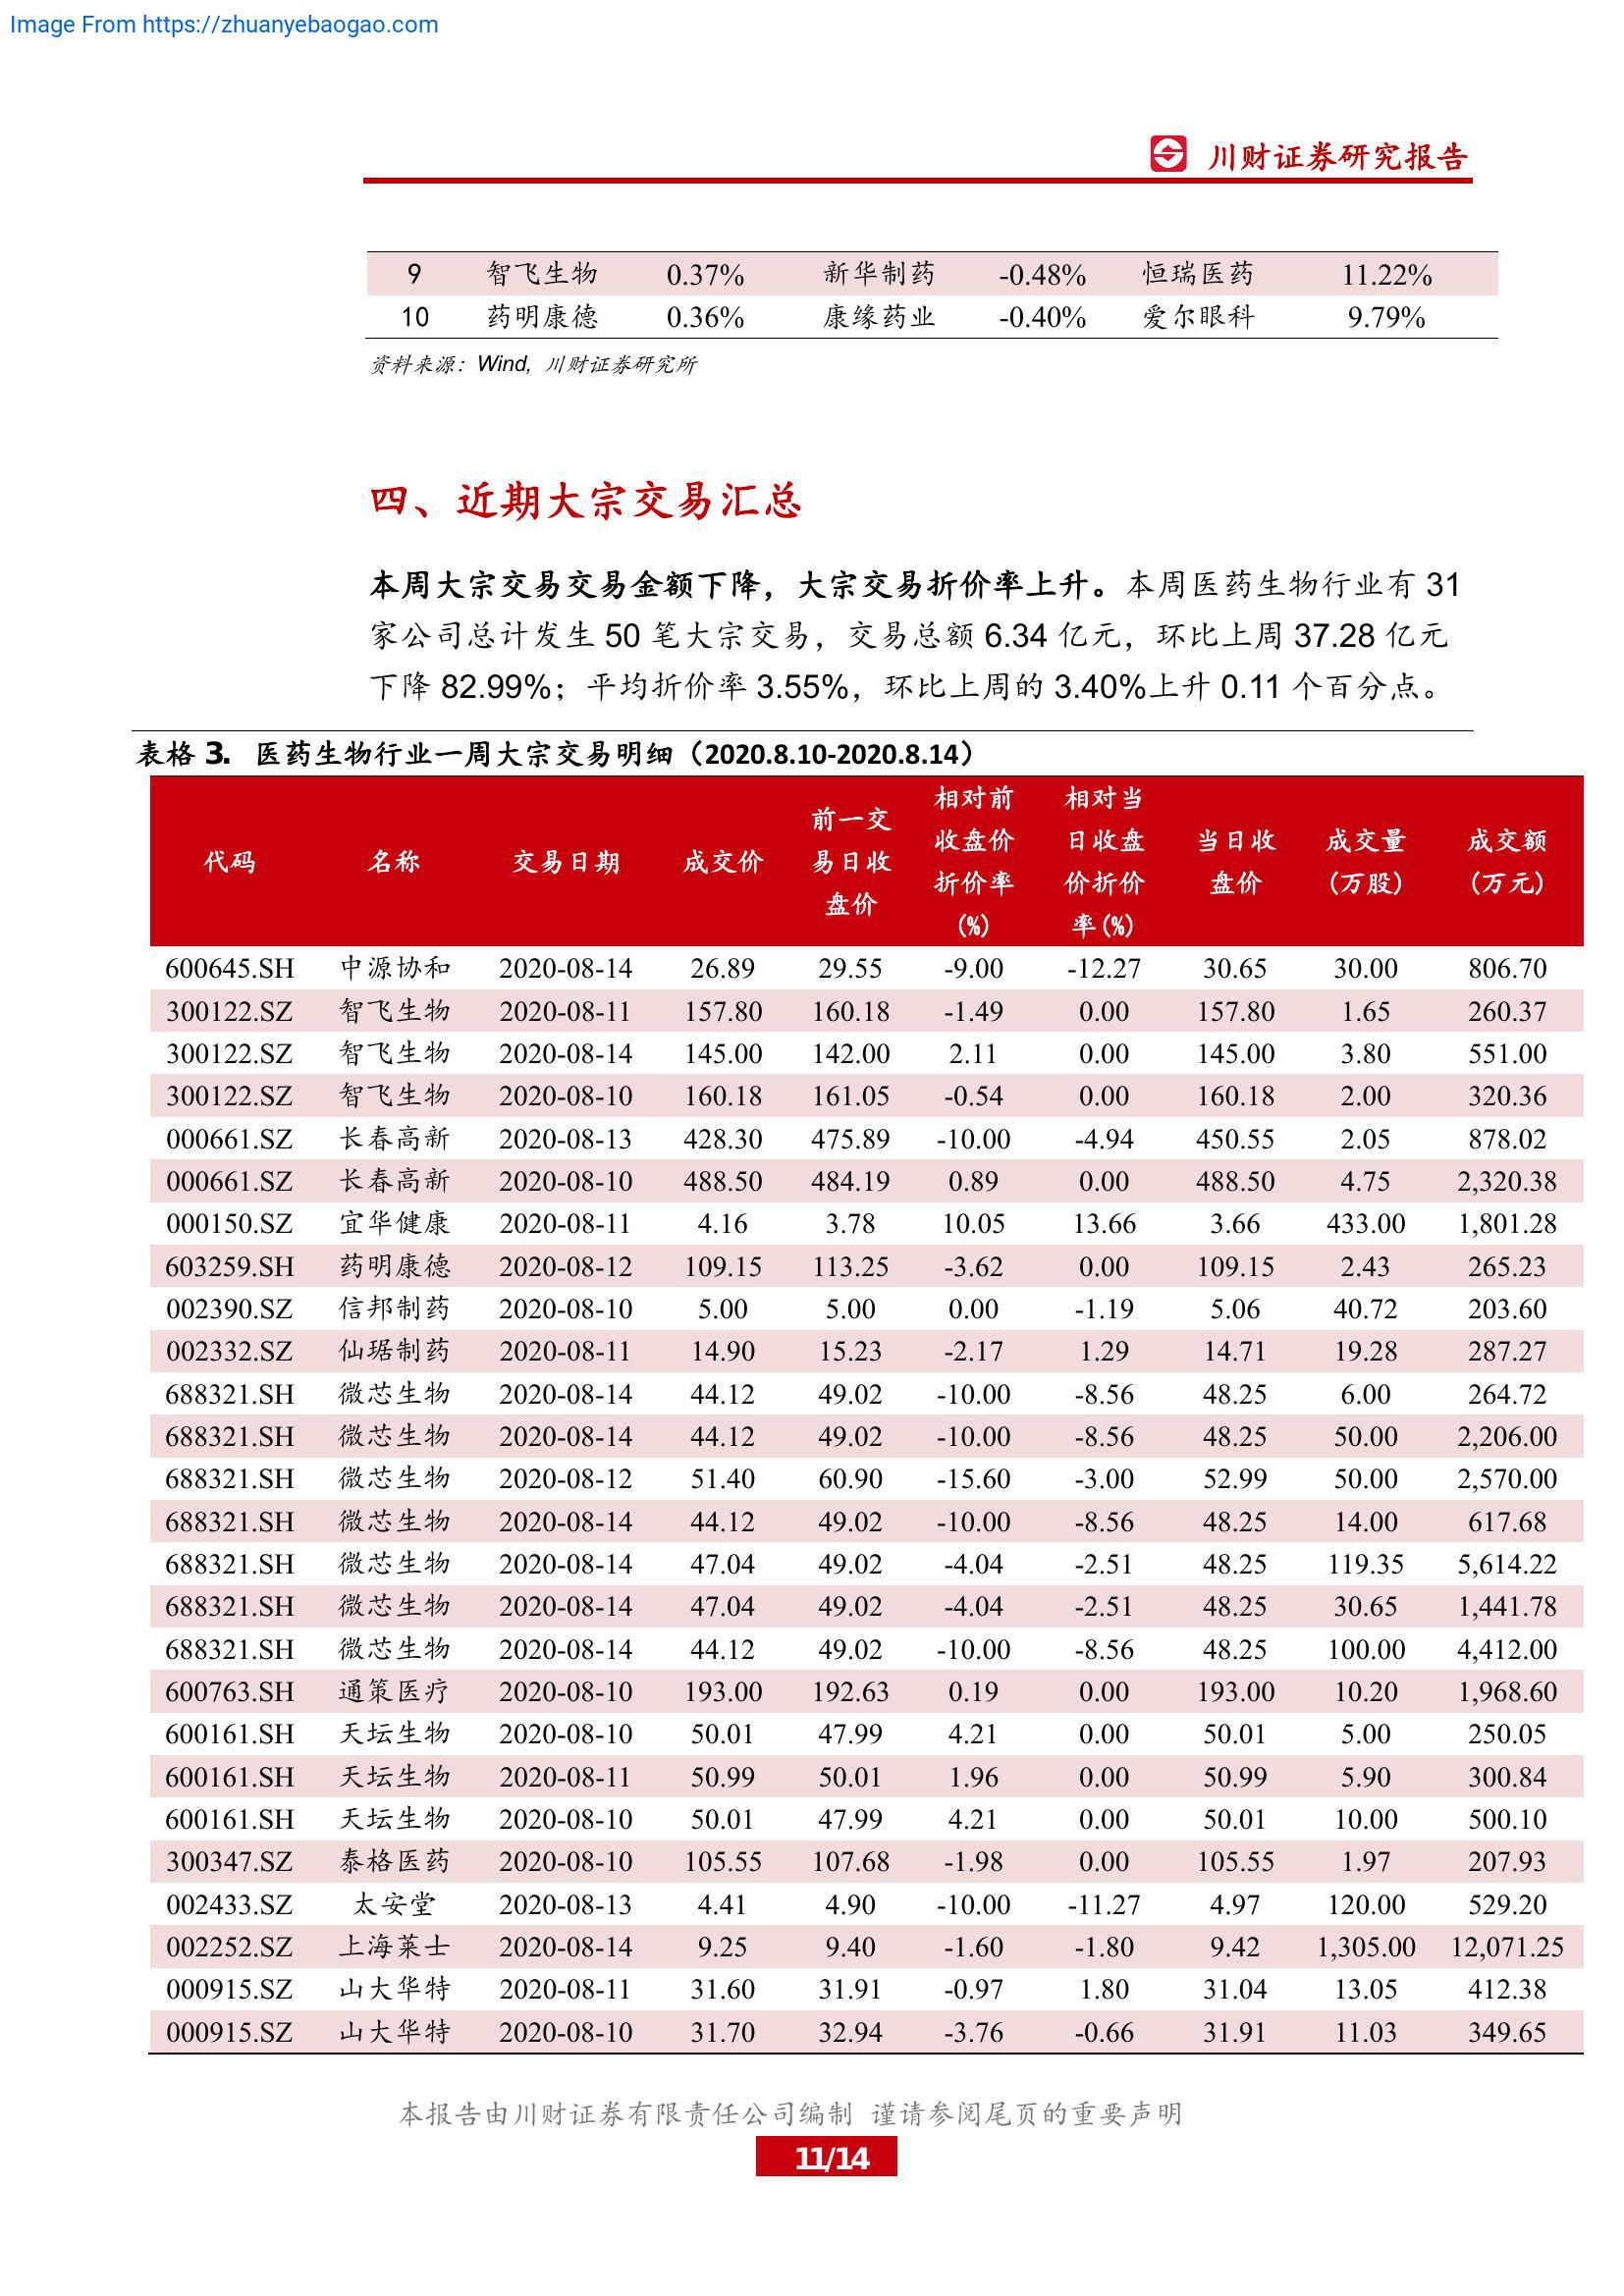 Image From https://zhuanyebaogao.com
川财证券研究报告
9 智飞生物 0.37% 新华制药 -0.48% 恒瑞医药 11.22%
10 药明康德 0.36% 康缘药业 -0.40% 爱尔眼科 9.79%
资料来源：Wind, 川财证券研究所
四、近期大宗交易汇总
本周大宗交易交易金额下降，大宗交易折价率上升。本周医药生物行业有 31
家公司总计发生 50 笔大宗交易，交易总额 6.34 亿元，环比上周 37.28 亿元
下降 82.99%；平均折价率 3.55%，环比上周的 3.40%上升 0.11 个百分点。
表格 3. 医药生物行业一周大宗交易明细（2020.8.10-2020.8.14）
代码 名称 交易日期 成交价 前一交易日收盘价 相对前收盘价折价率(%) 相对当日收盘价折价率(%) 当日收盘价 成交量(万股) 成交额(万元)
600645.SH 中源协和 2020-08-14 26.89 29.55 -9.00 -12.27 30.65 30.00 806.70
300122.SZ 智飞生物 2020-08-11 157.80 160.18 -1.49 0.00 157.80 1.65 260.37
300122.SZ 智飞生物 2020-08-14 145.00 142.00 2.11 0.00 145.00 3.80 551.00
300122.SZ 智飞生物 2020-08-10 160.18 161.05 -0.54 0.00 160.18 2.00 320.36
000661.SZ 长春高新 2020-08-13 428.30 475.89 -10.00 -4.94 450.55 2.05 878.02
000661.SZ 长春高新 2020-08-10 488.50 484.19 0.89 0.00 488.50 4.75 2,320.38
000150.SZ 宜华健康 2020-08-11 4.16 3.78 10.05 13.66 3.66 433.00 1,801.28
603259.SH 药明康德 2020-08-12 109.15 113.25 -3.62 0.00 109.15 2.43 265.23
002390.SZ 信邦制药 2020-08-10 5.00 5.00 0.00 -1.19 5.06 40.72 203.60
002332.SZ 仙琚制药 2020-08-11 14.90 15.23 -2.17 1.29 14.71 19.28 287.27
688321.SH 微芯生物 2020-08-14 44.12 49.02 -10.00 -8.56 48.25 6.00 264.72
688321.SH 微芯生物 2020-08-14 44.12 49.02 -10.00 -8.56 48.25 50.00 2,206.00
688321.SH 微芯生物 2020-08-12 51.40 60.90 -15.60 -3.00 52.99 50.00 2,570.00
688321.SH 微芯生物 2020-08-14 44.12 49.02 -10.00 -8.56 48.25 14.00 617.68
688321.SH 微芯生物 2020-08-14 47.04 49.02 -4.04 -2.51 48.25 119.35 5,614.22
688321.SH 微芯生物 2020-08-14 47.04 49.02 -4.04 -2.51 48.25 30.65 1,441.78
688321.SH 微芯生物 2020-08-14 44.12 49.02 -10.00 -8.56 48.25 100.00 4,412.00
600763.SH 通策医疗 2020-08-10 193.00 192.63 0.19 0.00 193.00 10.20 1,968.60
600161.SH 天坛生物 2020-08-10 50.01 47.99 4.21 0.00 50.01 5.00 250.05
600161.SH 天坛生物 2020-08-11 50.99 50.01 1.96 0.00 50.99 5.90 300.84
600161.SH 天坛生物 2020-08-10 50.01 47.99 4.21 0.00 50.01 10.00 500.10
300347.SZ 泰格医药 2020-08-10 105.55 107.68 -1.98 0.00 105.55 1.97 207.93
002433.SZ 太安堂 2020-08-13 4.41 4.90 -10.00 -11.27 4.97 120.00 529.20
002252.SZ 上海莱士 2020-08-14 9.25 9.40 -1.60 -1.80 9.42 1,305.00 12,071.25
000915.SZ 山大华特 2020-08-11 31.60 31.91 -0.97 1.80 31.04 13.05 412.38
000915.SZ 山大华特 2020-08-10 31.70 32.94 -3.76 -0.66 31.91 11.03 349.65
本报告由川财证券有限责任公司编制 谨请参阅尾页的重要声明
11/14